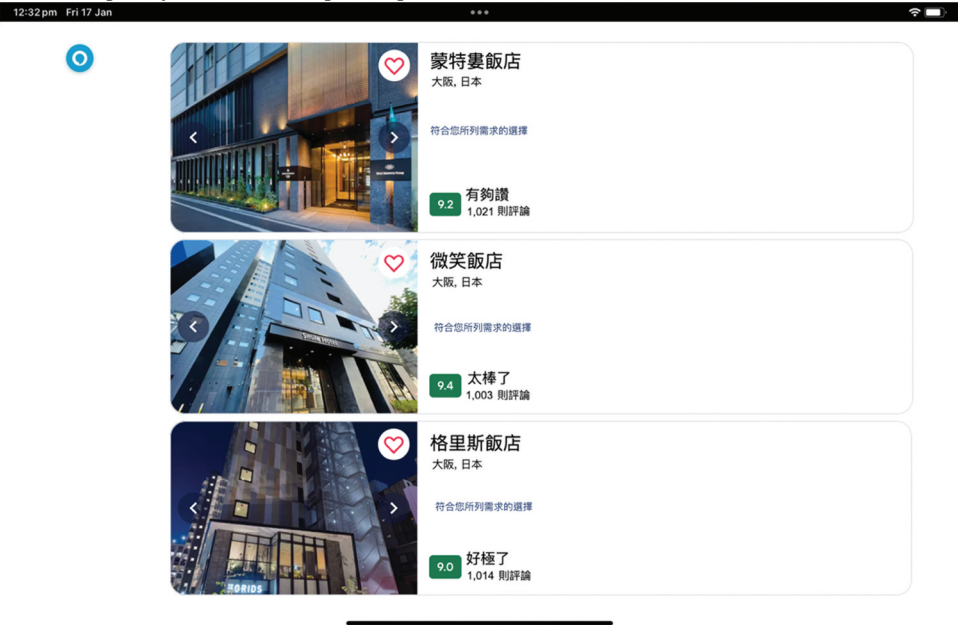 12:32 pm Fri 17 Jan
蒙特婁飯店
大阪, 日本
符合您所列需求的選擇
9.2 有夠讚
1,021 則評論
微笑飯店
大阪, 日本
符合您所列需求的選擇
9.4 太棒了
1,003 則評論
格里斯飯店
大阪, 日本
符合您所列需求的選擇
9.0 好極了
1,014 則評論
GRIDS